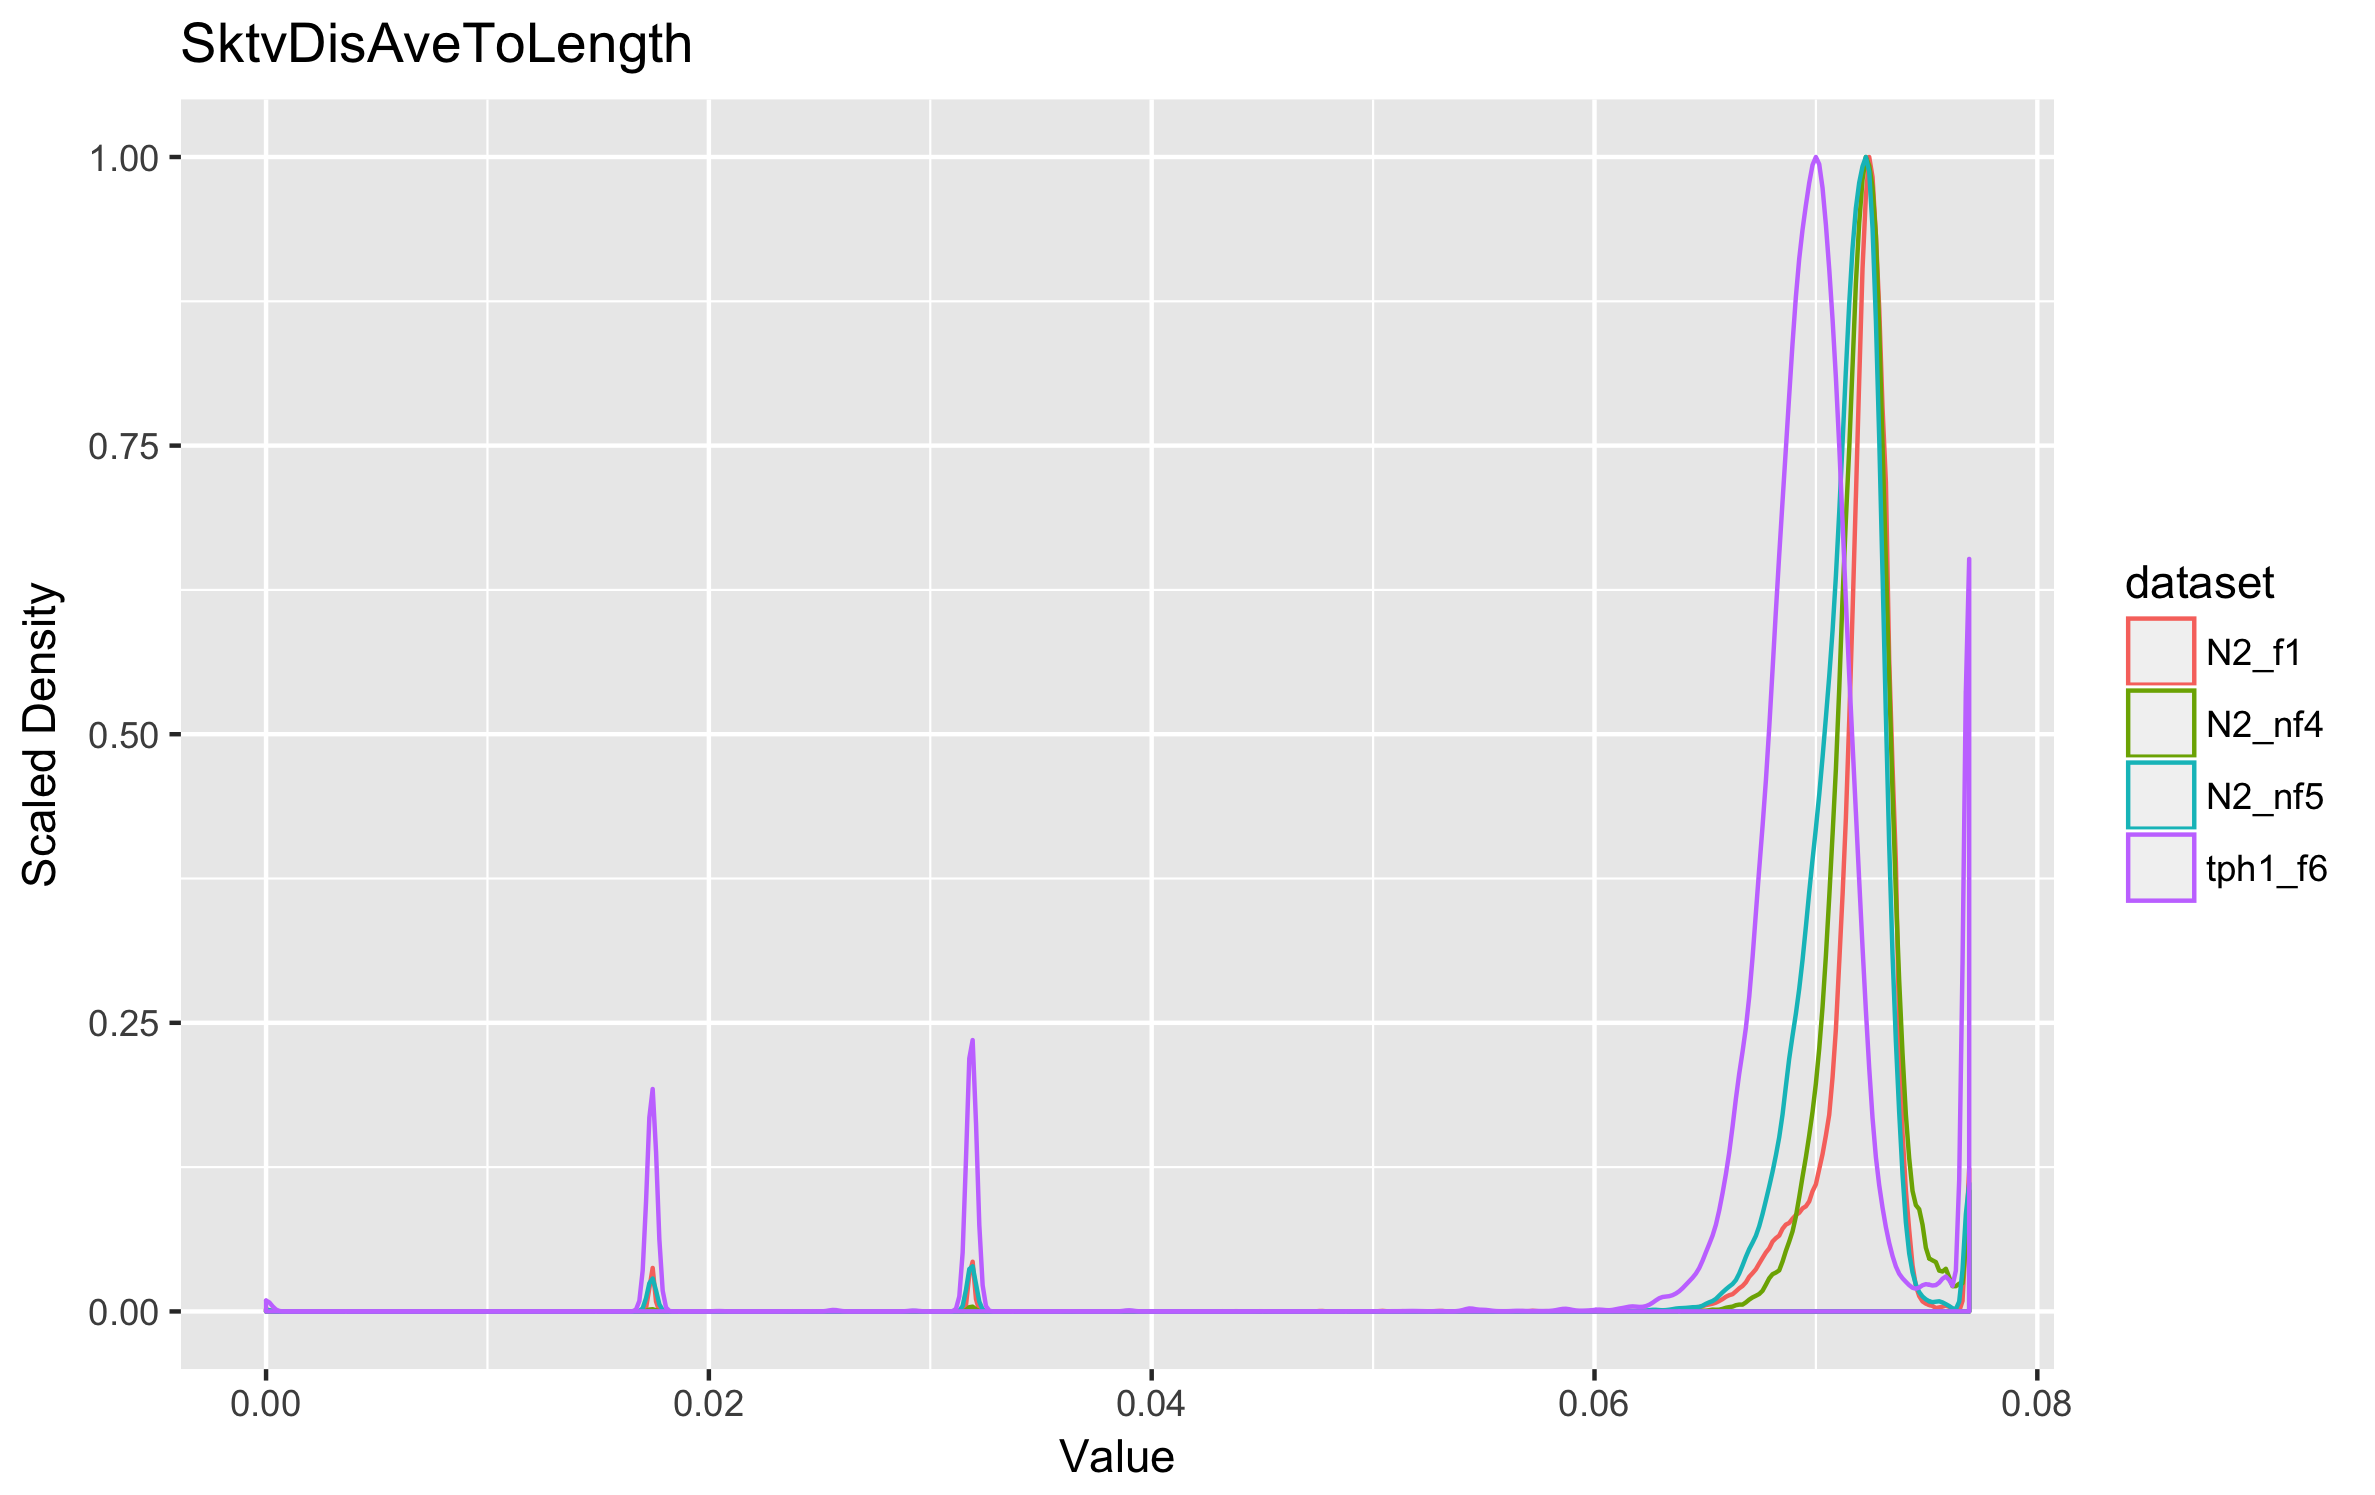 SktvDisAveToLength
1.00
0.75
0.50
0.25
0.00
Scaled Density
0.00 0.02 0.04 0.06 0.08
Value
dataset
N2_f1
N2_nf4
N2_nf5
tph1_f6